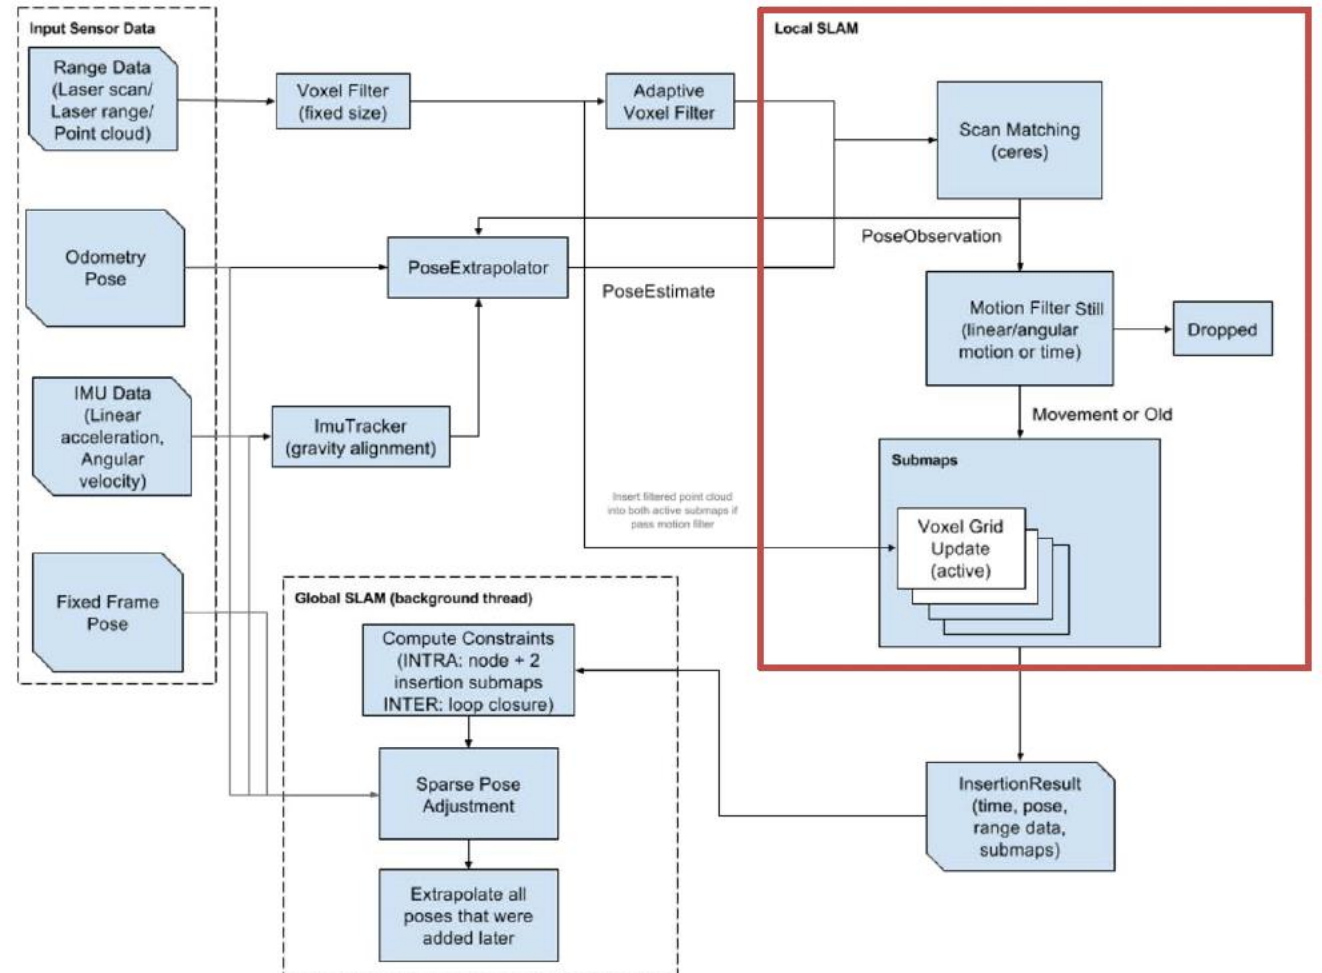 Input Sensor Data
Range Data
(Laser scan/
Laser range/
Point cloud)
Voxel Filter
(fixed size)
Adaptive
Voxel Filter
Local SLAM
Scan Matching
(ceres)
Odometry
Pose
PoseExtrapolator
PoseEstimate
PoseObservation
Motion Filter Still
(linear/angular
motion or time)
Dropped
IMU Data
(Linear
acceleration,
Angular
velocity)
ImuTracker
(gravity alignment)
Movement or Old
Submaps
Insert filtered point cloud
into both active submaps if
pass motion filter
Voxel Grid
Update
(active)
Fixed Frame
Pose
Global SLAM (background thread)
Compute Constraints
(INTRA: node + 2
insertion submaps
INTER: loop closure)
Sparse Pose
Adjustment
Extrapolate all
poses that were
added later
InsertionResult
(time, pose,
range data,
submaps)